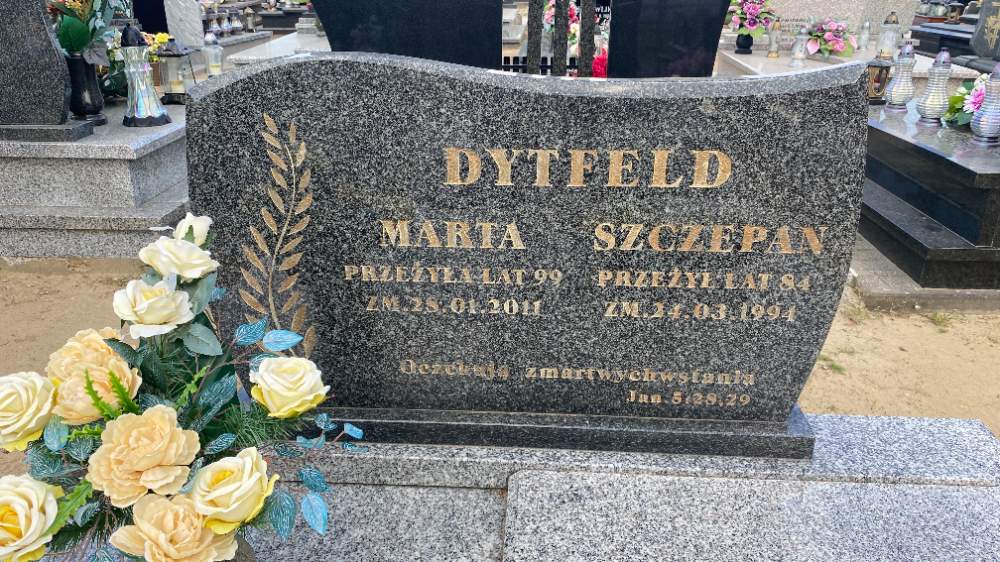 DYTFELD
MARTA
PRZEŻYŁA LAT 99
ZM.28.01.2011
SZCZEPAN
PRZEŻYŁ LAT 84
ZM.24.03.1994
Oczekują zmartwychwstania
Jan 5,28,29